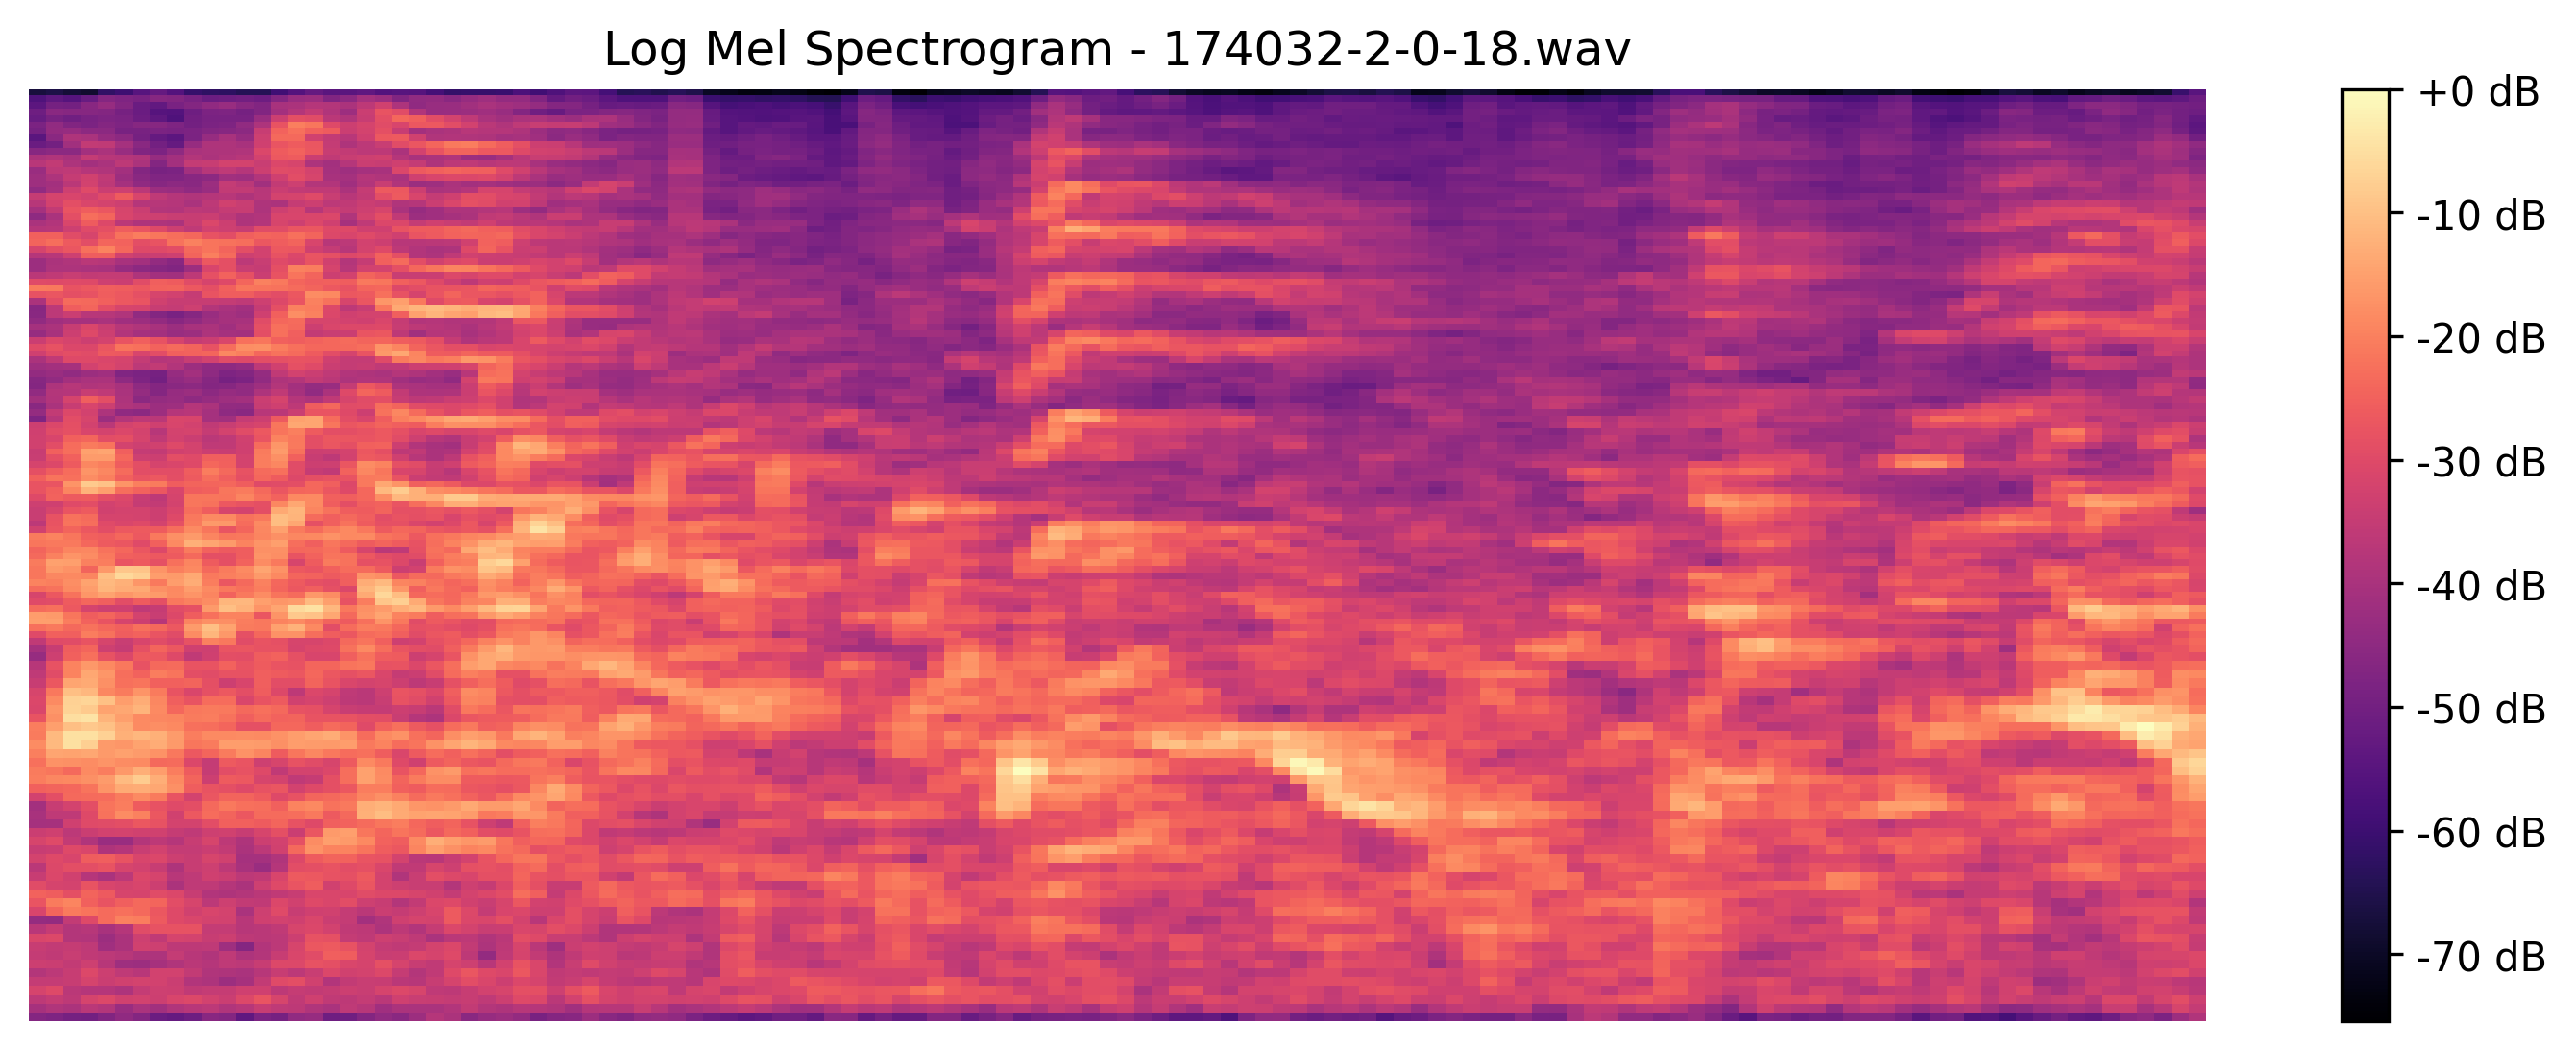 Log Mel Spectrogram - 174032-2-0-18.wav
+0 dB
-10 dB
-20 dB
-30 dB
-40 dB
-50 dB
-60 dB
-70 dB